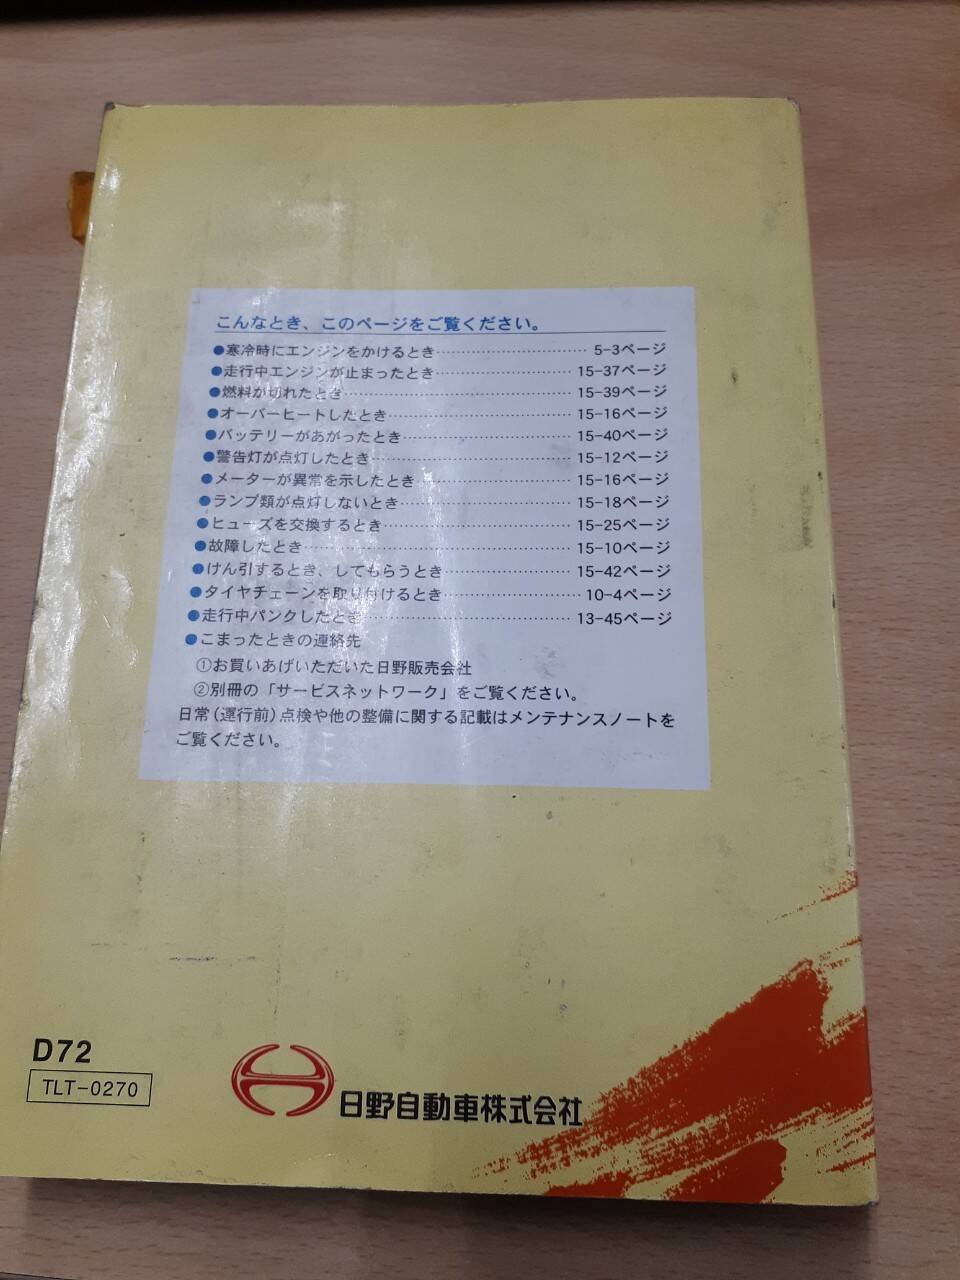 こんなとき、このページをご覧ください。
●寒冷時にエンジンをかけるとき 5-3ページ
●走行中エンジンが止まったとき 15-37ページ
●燃料が切れたとき 15-39ページ
●オーバーヒートしたとき 15-16ページ
●バッテリーがあがったとき 15-40ページ
●警告灯が点灯したとき 15-12ページ
●メーターが異常を示したとき 15-16ページ
●ランプ類が点灯しないとき 15-18ページ
●ヒューズを交換するとき 15-25ページ
●故障したとき 15-10ページ
●けん引するとき、してもらうとき 15-42ページ
●タイヤチェーンを取り付けるとき 10-4ページ
●走行中パンクしたとき 13-45ページ
●こまったときの連絡先
①お買いあげいただいた日野販売会社
②別冊の「サービスネットワーク」をご覧ください。
日常（運行前）点検や他の整備に関する記載はメンテナンスノートを
ご覧ください。
D72
TLT-0270
日野自動車株式会社